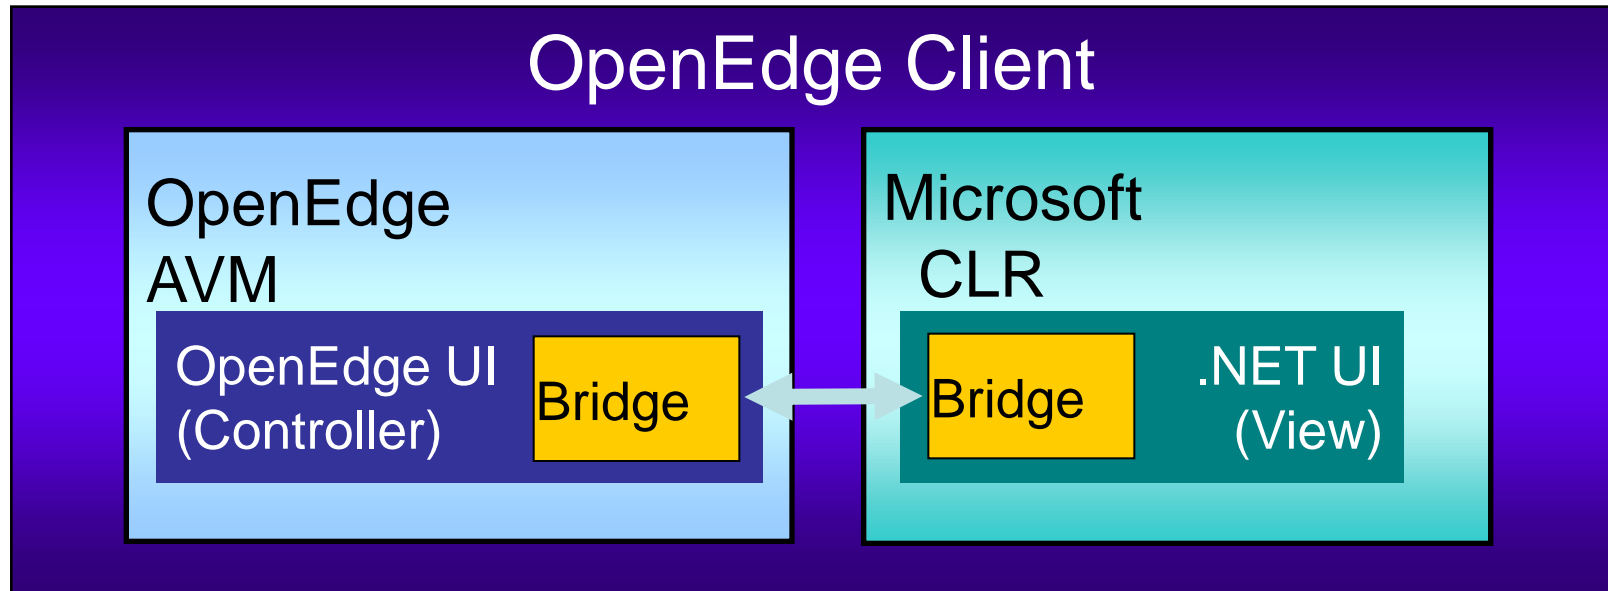 OpenEdge Client
OpenEdge
AVM
OpenEdge UI
(Controller)
Bridge
Microsoft
CLR
Bridge
.NET UI
(View)